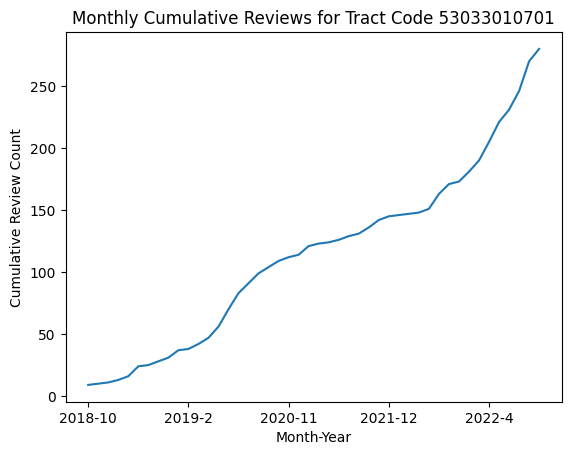 Monthly Cumulative Reviews for Tract Code 53033010701
Cumulative Review Count
250
200
150
100
50
0
2018-10 2019-2 2020-11 2021-12 2022-4
Month-Year